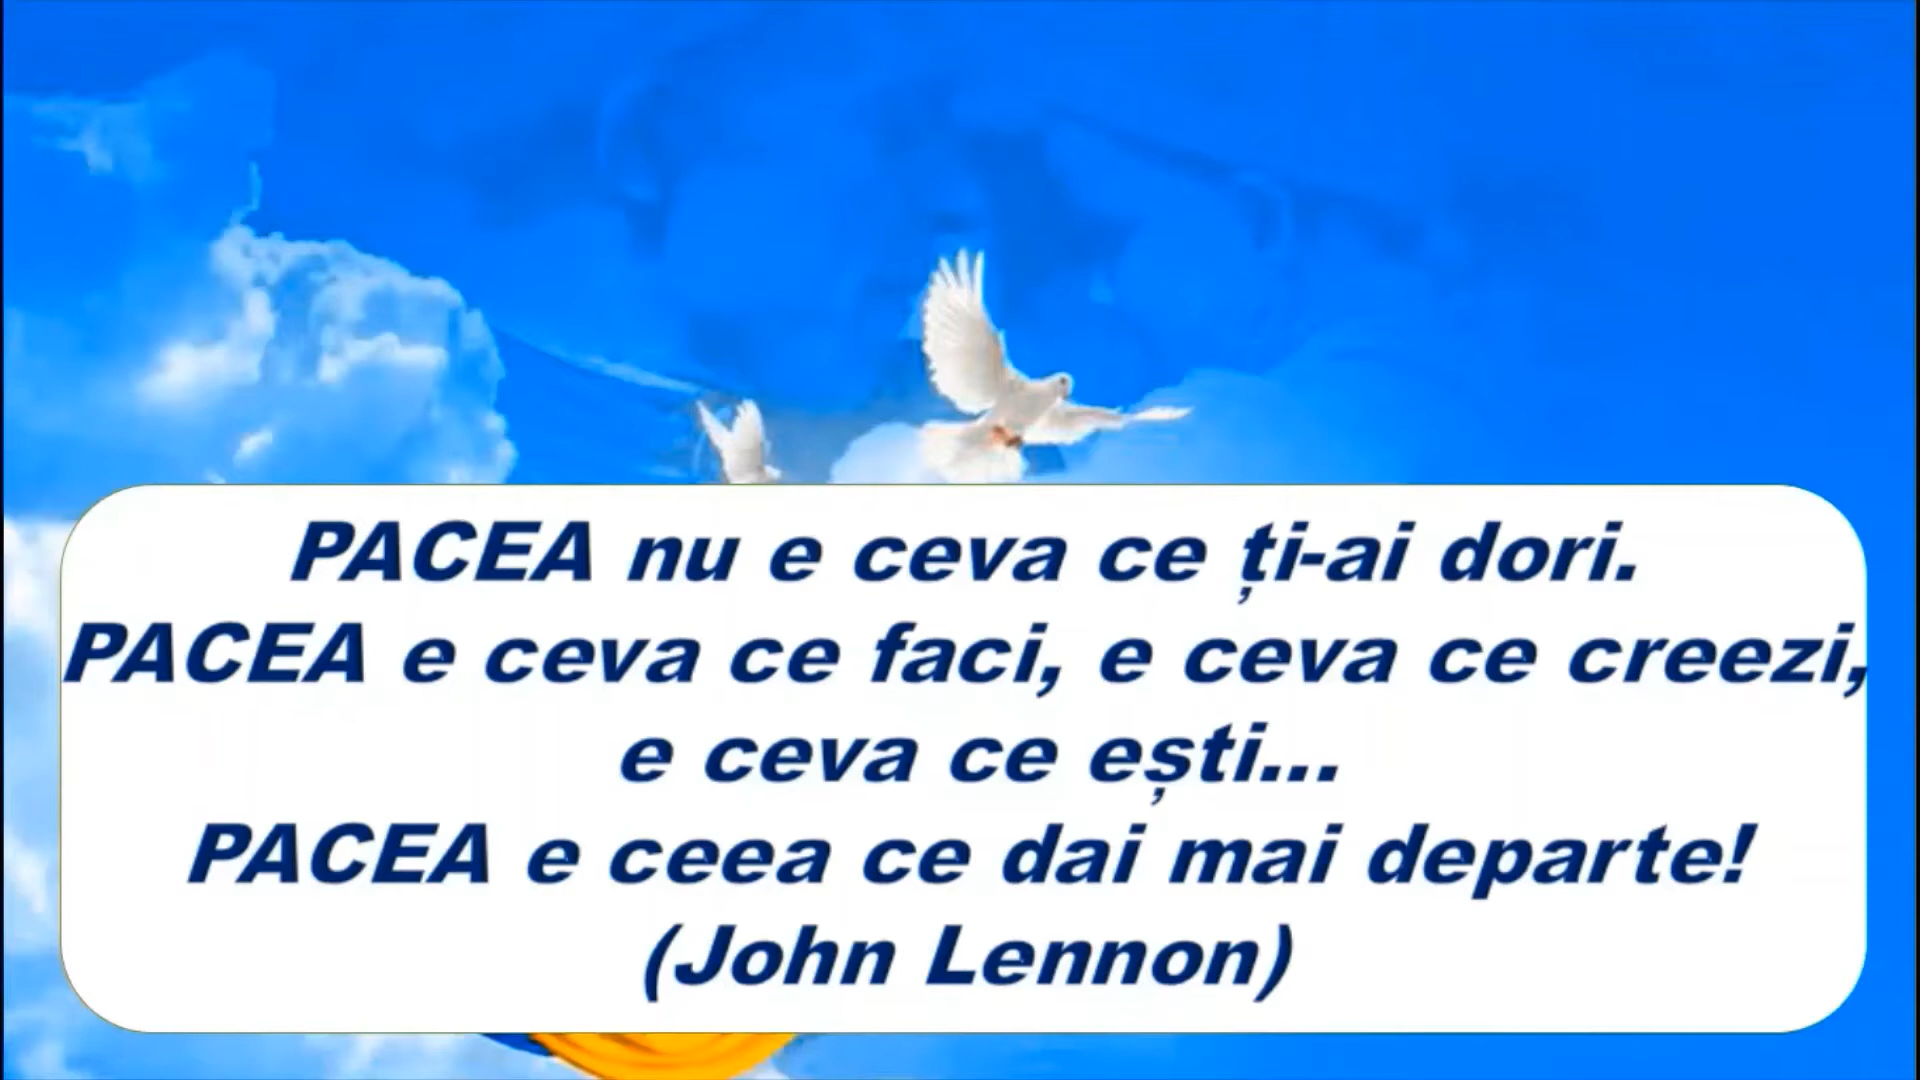 PACEA nu e ceva ce ți-ai dori.
PACEA e ceva ce faci, e ceva ce creezi,
e ceva ce ești...
PACEA e ceea ce dai mai departe!
(John Lennon)